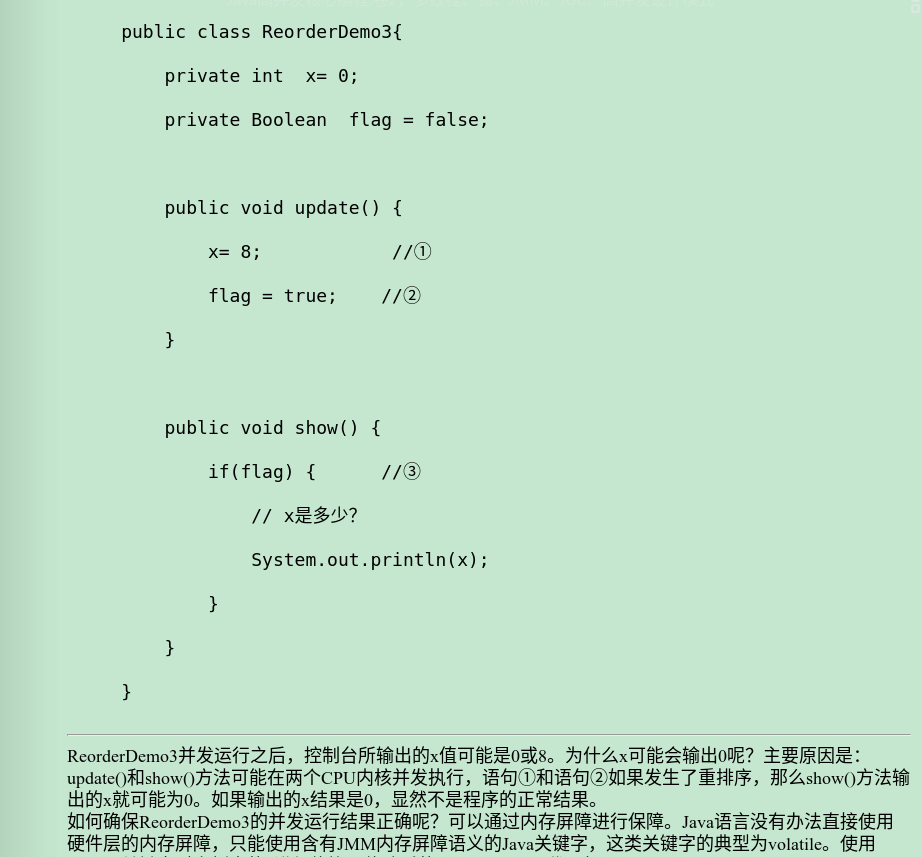 public class ReorderDemo3{
private int  x= 0;
private Boolean  flag = false;
public void update() {
x= 8;            //①
flag = true;    //②
}
public void show() {
if(flag) {      //③
// x是多少？
System.out.println(x);
}
}
}
ReorderDemo3并发运行之后，控制台所输出的x值可能是0或8。为什么x可能会输出0呢？主要原因是：
update()和show()方法可能在两个CPU内核并发执行，语句①和语句②如果发生了重排序，那么show()方法输
出的x就可能为0。如果输出的x结果是0，显然不是程序的正常结果。
如何确保ReorderDemo3的并发运行结果正确呢？可以通过内存屏障进行保障。Java语言没有办法直接使用
硬件层的内存屏障，只能使用含有JMM内存屏障语义的Java关键字，这类关键字的典型为volatile。使用